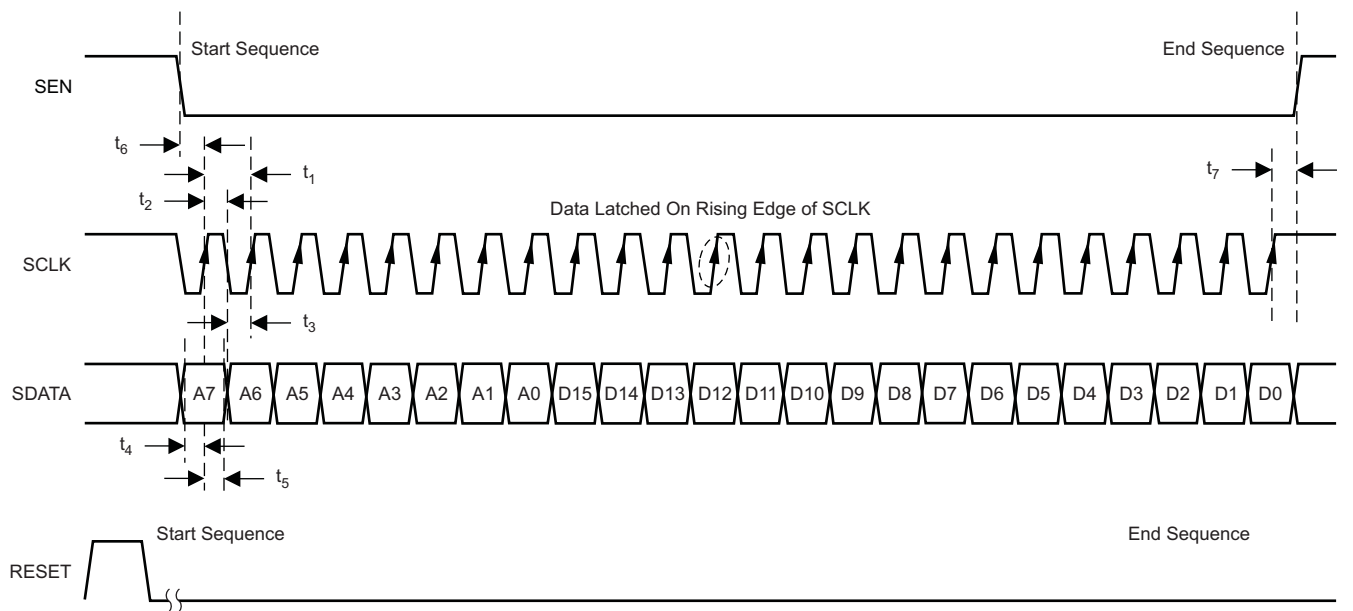 Start Sequence
End Sequence
SEN
t6
t1
t7
t2
Data Latched On Rising Edge of SCLK
SCLK
t3
SDATA
A7 A6 A5 A4 A3 A2 A1 A0 D15 D14 D13 D12 D11 D10 D9 D8 D7 D6 D5 D4 D3 D2 D1 D0
t4
t5
Start Sequence
End Sequence
RESET